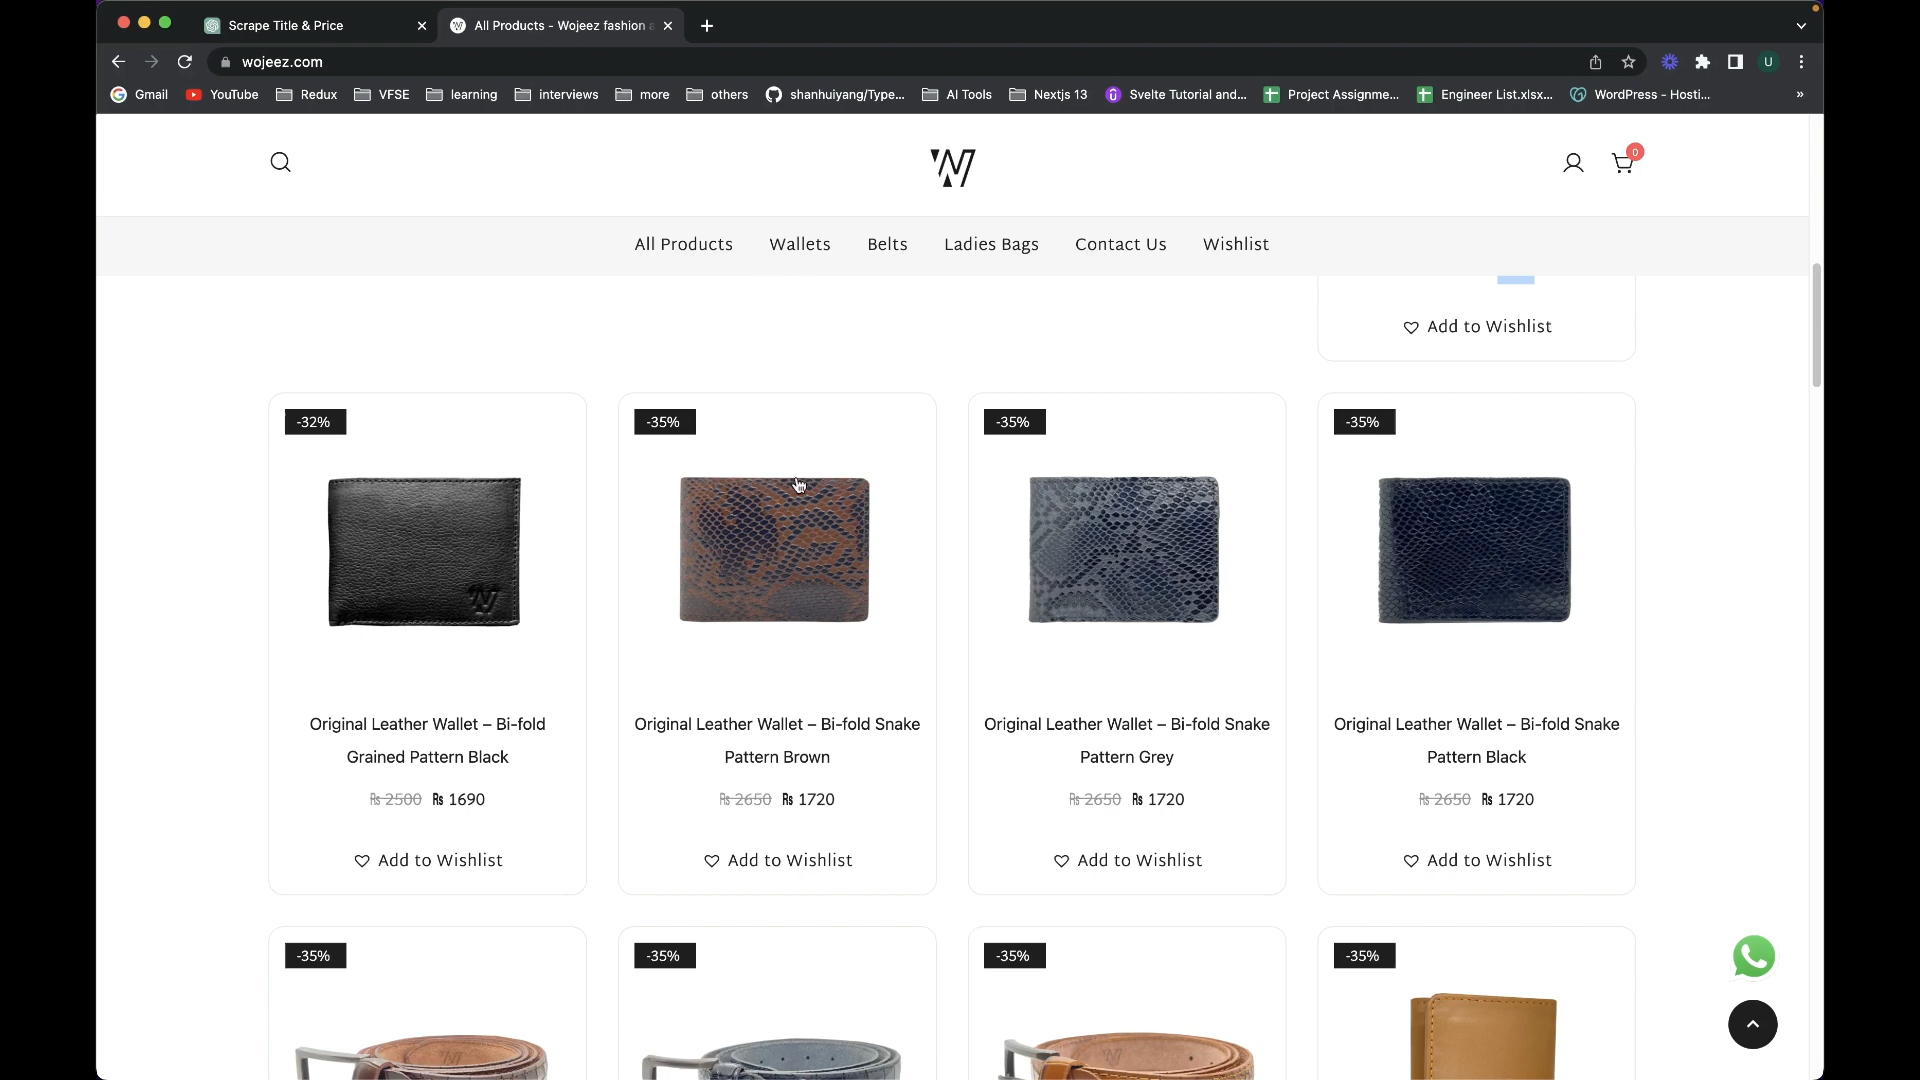 Scrape Title & Price
All Products - Wojeez fashion a
wojeez.com
U
Gmail
YouTube
Redux
VFSE
learning
interviews
more
others
shanhuiyang/Type...
AI Tools
Nextjs 13
Svelte Tutorial and...
Project Assignme...
Engineer List.xlsx...
WordPress - Hosti...
»
W
0
All Products
Wallets
Belts
Ladies Bags
Contact Us
Wishlist
Add to Wishlist
-32%
-35%
-35%
-35%
Original Leather Wallet – Bi-fold
Grained Pattern Black
₨ 2500 ₨ 1690
Add to Wishlist
Original Leather Wallet – Bi-fold Snake
Pattern Brown
₨ 2650 ₨ 1720
Add to Wishlist
Original Leather Wallet – Bi-fold Snake
Pattern Grey
₨ 2650 ₨ 1720
Add to Wishlist
Original Leather Wallet – Bi-fold Snake
Pattern Black
₨ 2650 ₨ 1720
Add to Wishlist
-35%
-35%
-35%
-35%